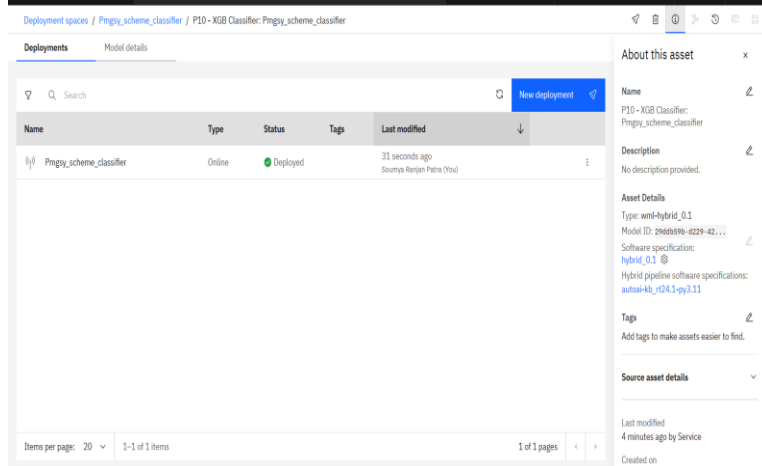 Deployment spaces / Pmgsy_scheme_classifier / P10 - XGB Classifier: Pmgsy_scheme_classifier
Deployments Model details
Search New deployment
Name Type Status Tags Last modified
Pmgsy_scheme_classifier Online Deployed 31 seconds ago
Soumya Ranjan Patra (You)
Items per page: 20 1–1 of 1 items 1 of 1 pages
About this asset x
Name
P10 - XGB Classifier:
Pmgsy_scheme_classifier
Description
No description provided.
Asset Details
Type: wml-hybrid_0.1
Model ID: 29ddb59b-d229-42...
Software specification:
hybrid_0.1
Hybrid pipeline software specifications:
autoai-kb_rt24.1-py3.11
Tags
Add tags to make assets easier to find.
Source asset details
Last modified
4 minutes ago by Service
Created on